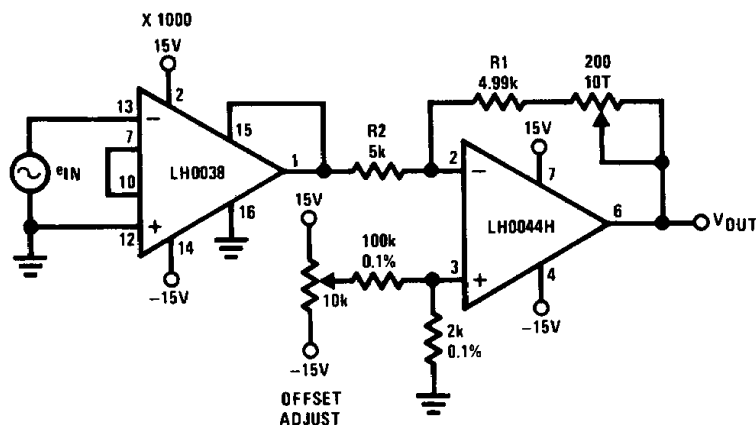 X 1000
15V
2
13
7
10
12
14
-15V
LH0038
15
1
16
eIN
R2
5k
R1
4.99k
200
10T
15V
7
2
3
6
4
LH0044H
-15V
VOUT
15V
10k
-15V
100k
0.1%
2k
0.1%
OFFSET
ADJUST